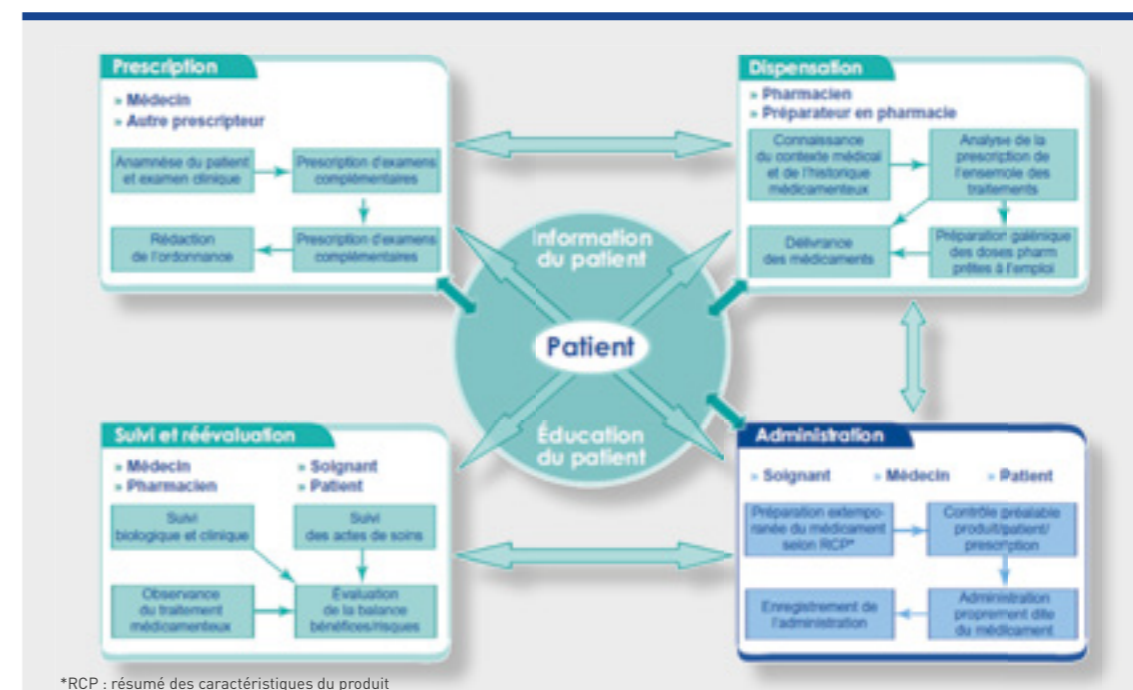 Prescription
» Médecin
» Autre prescripteur
Anamnèse du patient
et examen clinique
Prescription d'examens
complémentaires
Rédaction
de l'ordonnance
Prescription d'examens
complémentaires
Dispensation
» Pharmacien
» Préparateur en pharmacie
Connaissance
du contexte médical
et de l'historique
médicamenteux
Analyse de la
prescription de
l'ensemble des
traitements
Délivrance
des médicaments
Préparation galénique
des doses pharm
prêtes à l'emploi
Information
du patient
Patient
Éducation
du patient
Suivi et réévaluation
» Médecin
» Pharmacien
» Soignant
» Patient
Suivi
biologique et clinique
Suivi
des actes de soins
Observance
du traitement
médicamenteux
Évaluation
de la balance
bénéfices/risques
Administration
» Soignant
» Médecin
» Patient
Préparation extempo-
ranée du médicament
selon RCP*
Contrôle préalable
produit/patient/
prescription
Enregistrement de
l'administration
Administration
proprement dite
du médicament
*RCP : résumé des caractéristiques du produit